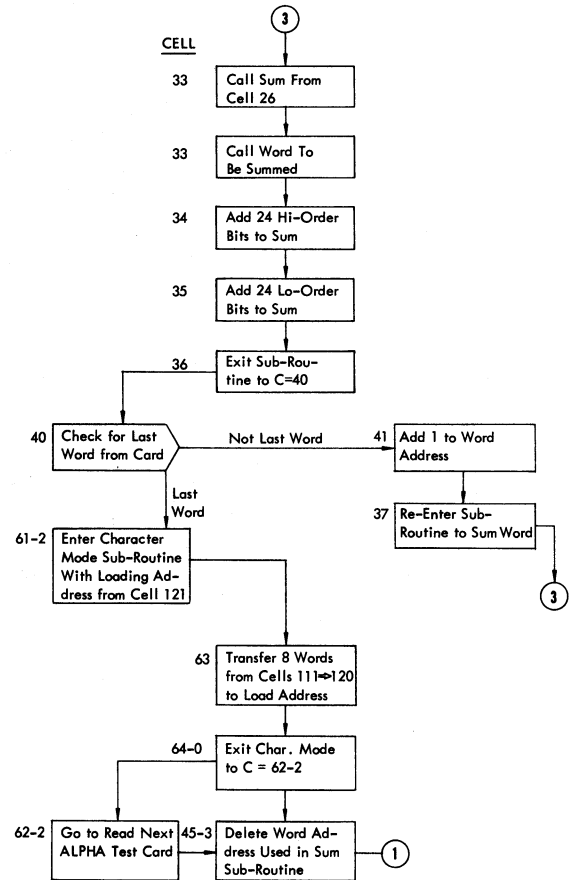 3
CELL
33 Call Sum From
Cell 26
33 Call Word To
Be Summed
34 Add 24 Hi-Order
Bits to Sum
35 Add 24 Lo-Order
Bits to Sum
36 Exit Sub-Rou-
tine to C=40
40 Check for Last
Word from Card
Not Last Word
41 Add 1 to Word
Address
Last
Word
37 Re-Enter Sub-
Routine to Sum Word
3
61-2 Enter Character
Mode Sub-Routine
With Loading Ad-
dress from Cell 121
63 Transfer 8 Words
from Cells 111⇒120
to Load Address
64-0 Exit Char. Mode
to C = 62-2
62-2 Go to Read Next
ALPHA Test Card
45-3 Delete Word Ad-
dress Used in Sum
Sub-Routine
1